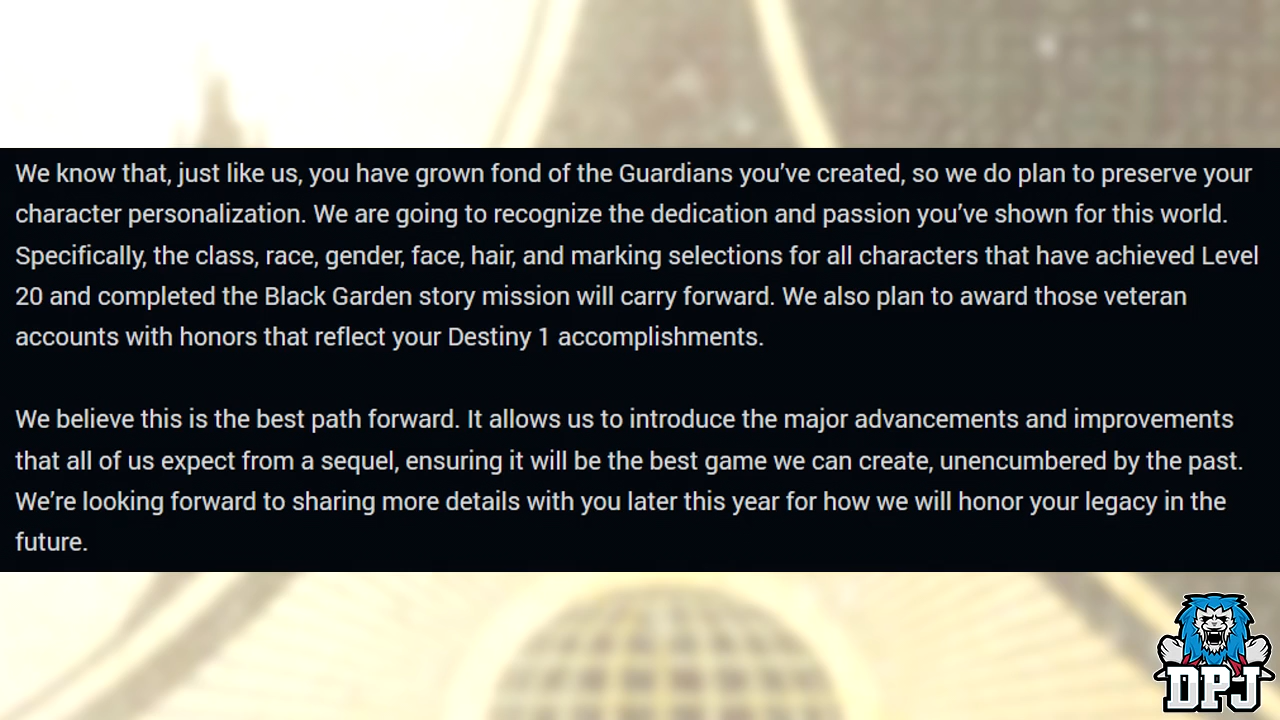 We know that, just like us, you have grown fond of the Guardians you’ve created, so we do plan to preserve your
character personalization. We are going to recognize the dedication and passion you’ve shown for this world.
Specifically, the class, race, gender, face, hair, and marking selections for all characters that have achieved Level
20 and completed the Black Garden story mission will carry forward. We also plan to award those veteran
accounts with honors that reflect your Destiny 1 accomplishments.
We believe this is the best path forward. It allows us to introduce the major advancements and improvements
that all of us expect from a sequel, ensuring it will be the best game we can create, unencumbered by the past.
We’re looking forward to sharing more details with you later this year for how we will honor your legacy in the
future.
DPJ